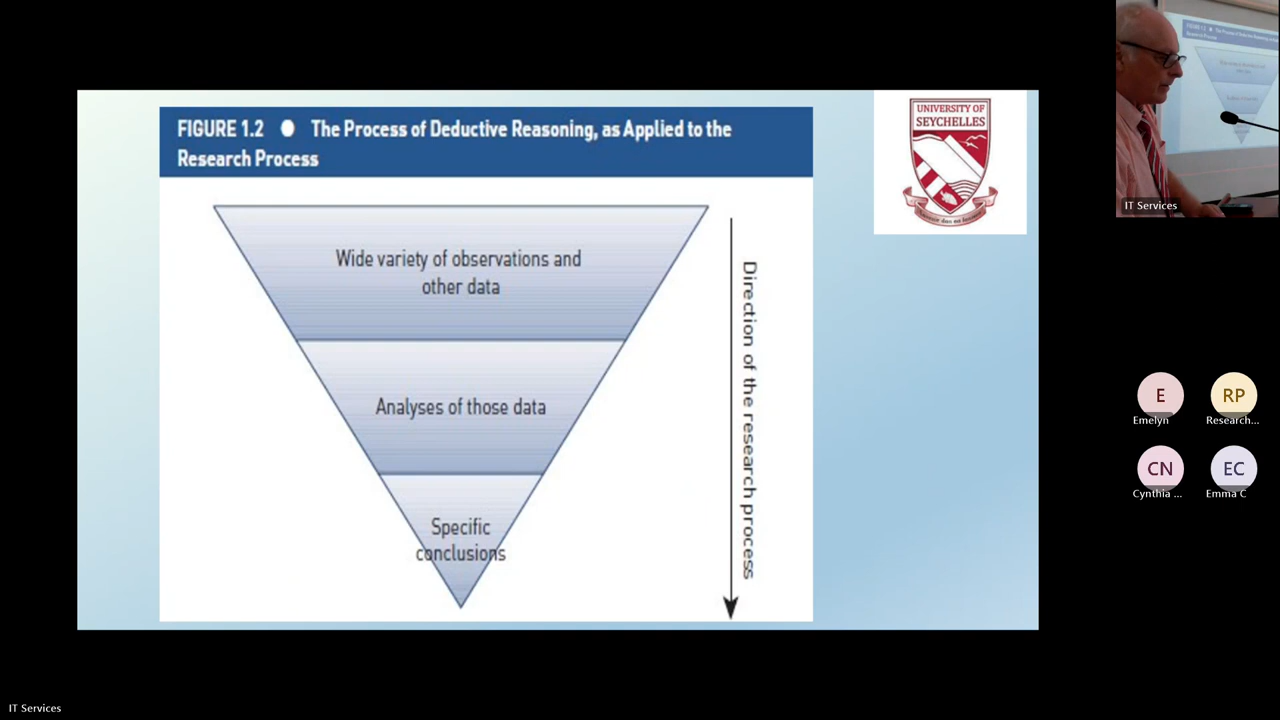 FIGURE 1.2 ● The Process of Deductive Reasoning, as Applied to the
Research Process
Wide variety of observations and
other data
Analyses of those data
Specific
conclusions
Direction of the research process
UNIVERSITY OF
SEYCHELLES
IT Services
E
Emelyn
RP
Research...
CN
Cynthia ...
EC
Emma C
IT Services